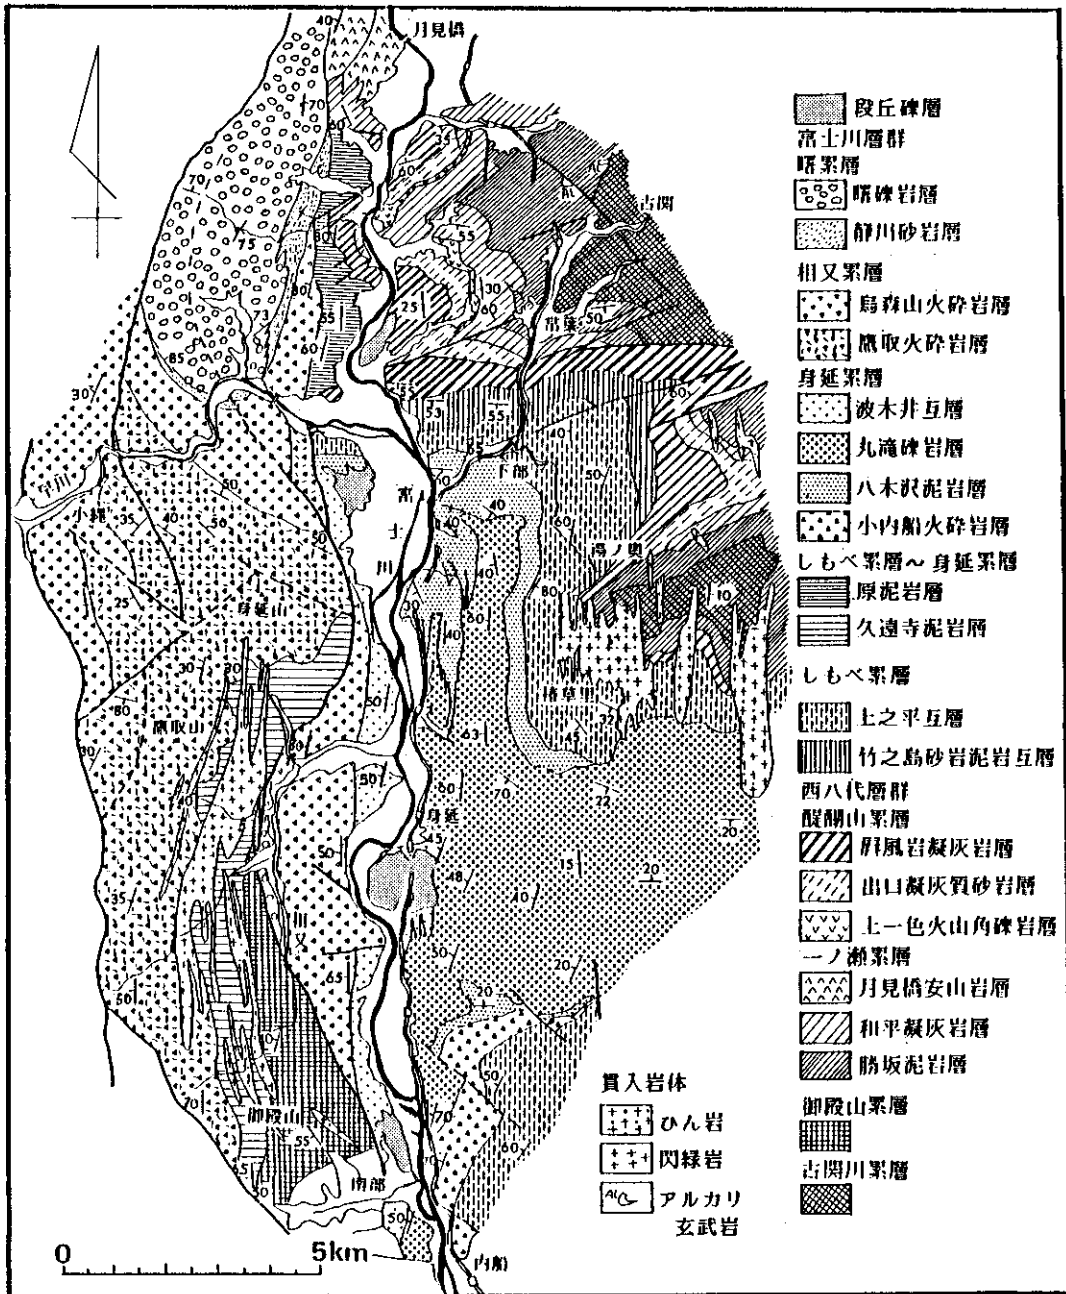 段丘礫層
富士川層群
曙累層
曙礫岩層
静川砂岩層
相又累層
烏森山火砕岩層
鷹取火砕岩層
身延累層
波木井互層
丸滝礫岩層
八木沢泥岩層
小内船火砕岩層
しもべ累層~身延累層
原泥岩層
久遠寺泥岩層
しもべ累層
上之平互層
竹之島砂岩泥岩互層
西八代層群
醍醐山累層
屏風岩凝灰岩層
出口凝灰質砂岩層
上一色火山角礫岩層
一ノ瀬累層
月見橋安山岩層
和平凝灰岩層
勝坂泥岩層
御殿山累層
古関川累層
貫入岩体
ひん岩
閃緑岩
アルカリ
玄武岩
月見橋
古関
常葉
下部
早川
小縄
富士川
湯ノ奥
身延山
椿草里
鷹取山
身延
相又
御殿山
南部
内船
0
5km